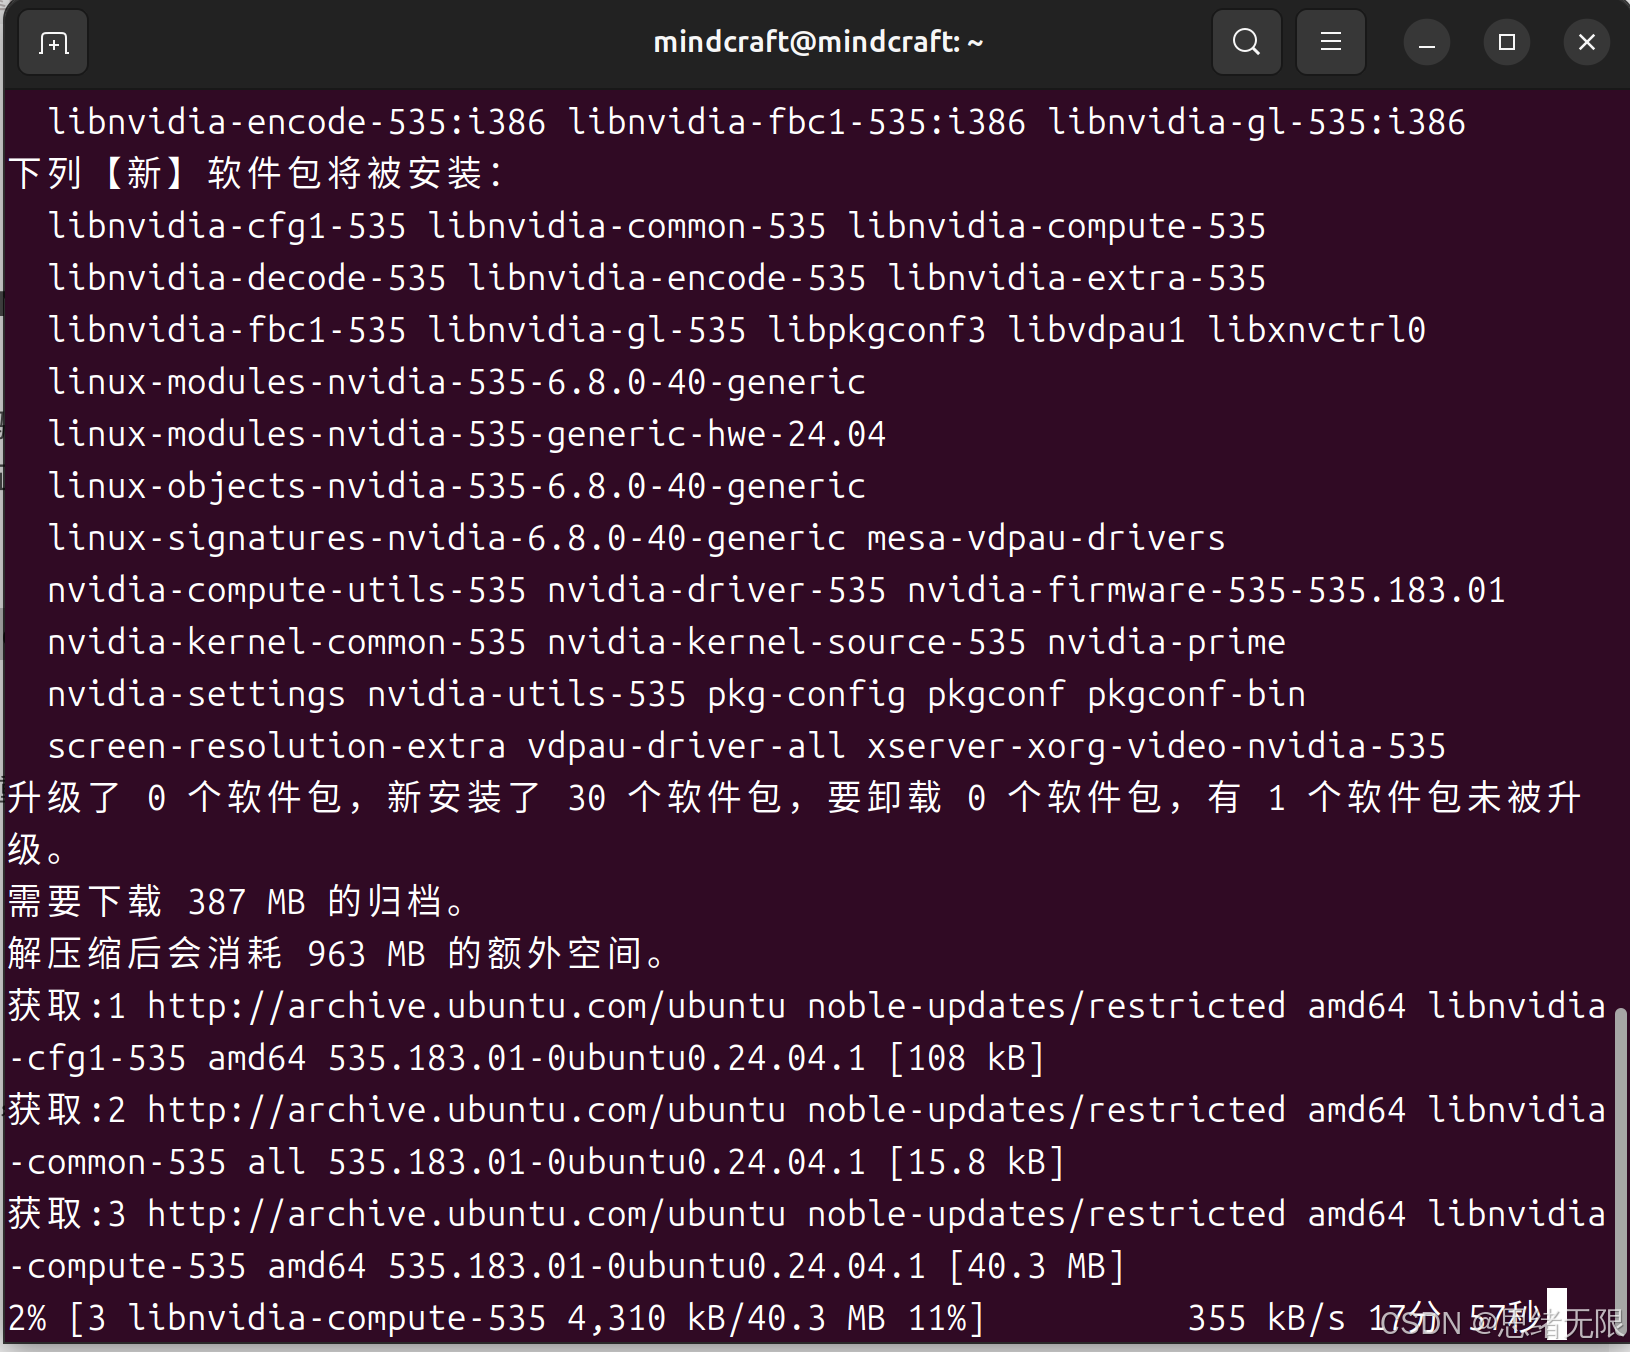 mindcraft@mindcraft: ~
libnvidia-encode-535:i386 libnvidia-fbc1-535:i386 libnvidia-gl-535:i386
下列【新】软件包将被安装：
libnvidia-cfg1-535 libnvidia-common-535 libnvidia-compute-535
libnvidia-decode-535 libnvidia-encode-535 libnvidia-extra-535
libnvidia-fbc1-535 libnvidia-gl-535 libpkgconf3 libvdpau1 libxnvctrl0
linux-modules-nvidia-535-6.8.0-40-generic
linux-modules-nvidia-535-generic-hwe-24.04
linux-objects-nvidia-535-6.8.0-40-generic
linux-signatures-nvidia-6.8.0-40-generic mesa-vdpau-drivers
nvidia-compute-utils-535 nvidia-driver-535 nvidia-firmware-535-535.183.01
nvidia-kernel-common-535 nvidia-kernel-source-535 nvidia-prime
nvidia-settings nvidia-utils-535 pkg-config pkgconf pkgconf-bin
screen-resolution-extra vdpau-driver-all xserver-xorg-video-nvidia-535
升级了 0 个软件包，新安装了 30 个软件包，要卸载 0 个软件包，有 1 个软件包未被升
级。
需要下载 387 MB 的归档。
解压缩后会消耗 963 MB 的额外空间。
获取:1 http://archive.ubuntu.com/ubuntu noble-updates/restricted amd64 libnvidia
-cfg1-535 amd64 535.183.01-0ubuntu0.24.04.1 [108 kB]
获取:2 http://archive.ubuntu.com/ubuntu noble-updates/restricted amd64 libnvidia
-common-535 all 535.183.01-0ubuntu0.24.04.1 [15.8 kB]
获取:3 http://archive.ubuntu.com/ubuntu noble-updates/restricted amd64 libnvidia
-compute-535 amd64 535.183.01-0ubuntu0.24.04.1 [40.3 MB]
2% [3 libnvidia-compute-535 4,310 kB/40.3 MB 11%] 355 kB/s 17分 57秒
CSDN @思绪无限